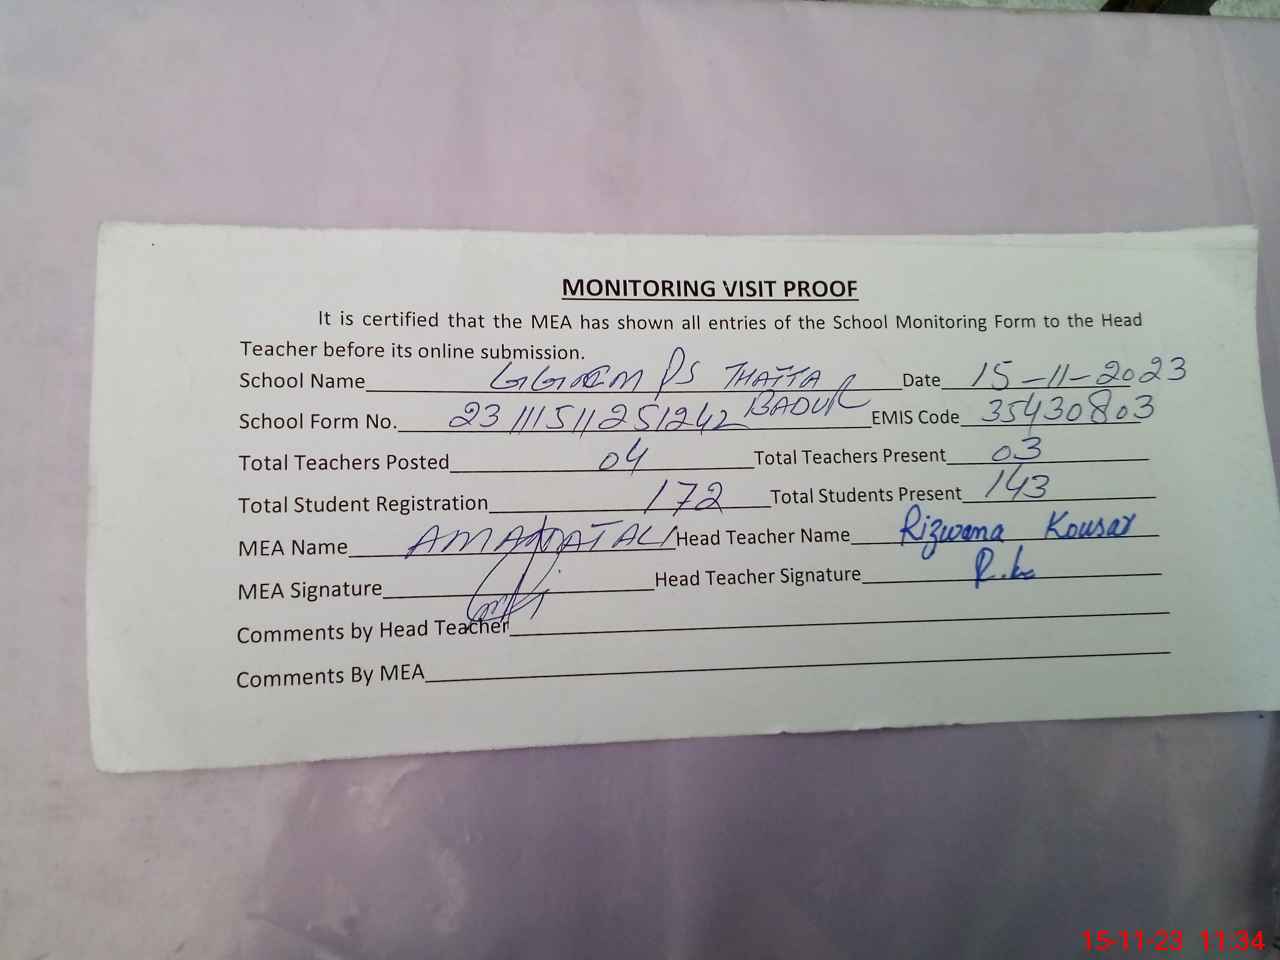 MONITORING VISIT PROOF
It is certified that the MEA has shown all entries of the School Monitoring Form to the Head
Teacher before its online submission.
School Name PS THATTA Date 15-11-2023
BADUR
School Form No. EMIS Code 35430803
Total Teachers Posted 04 Total Teachers Present 03
Total Student Registration 172 Total Students Present 143
MEA Name AMANATALI Head Teacher Name Rizwana Kousar
MEA Signature Head Teacher Signature R.k
Comments by Head Teacher
Comments By MEA
15-11-23 11:34